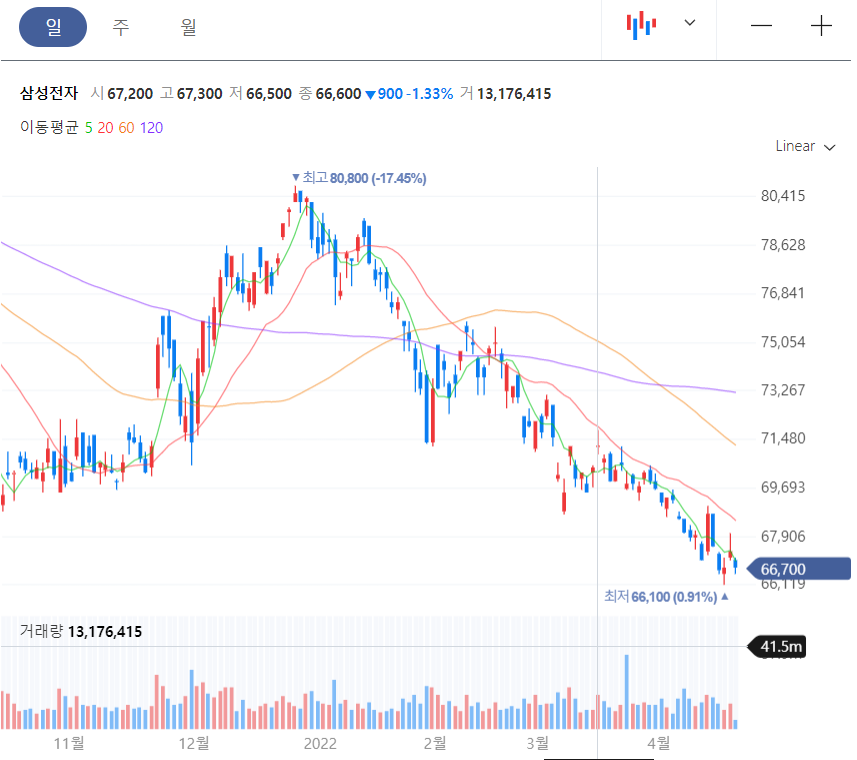 일 주 월
삼성전자 시 67,200 고 67,300 저 66,500 종 66,600 ▼900 -1.33% 거 13,176,415
이동평균 5 20 60 120
Linear
▼최고 80,800 (-17.45%)
80,415
78,628
76,841
75,054
73,267
71,480
69,693
67,906
66,700
66,119
최저 66,100 (0.91%) ▲
거래량 13,176,415
41.5m
11월 12월 2022 2월 3월 4월